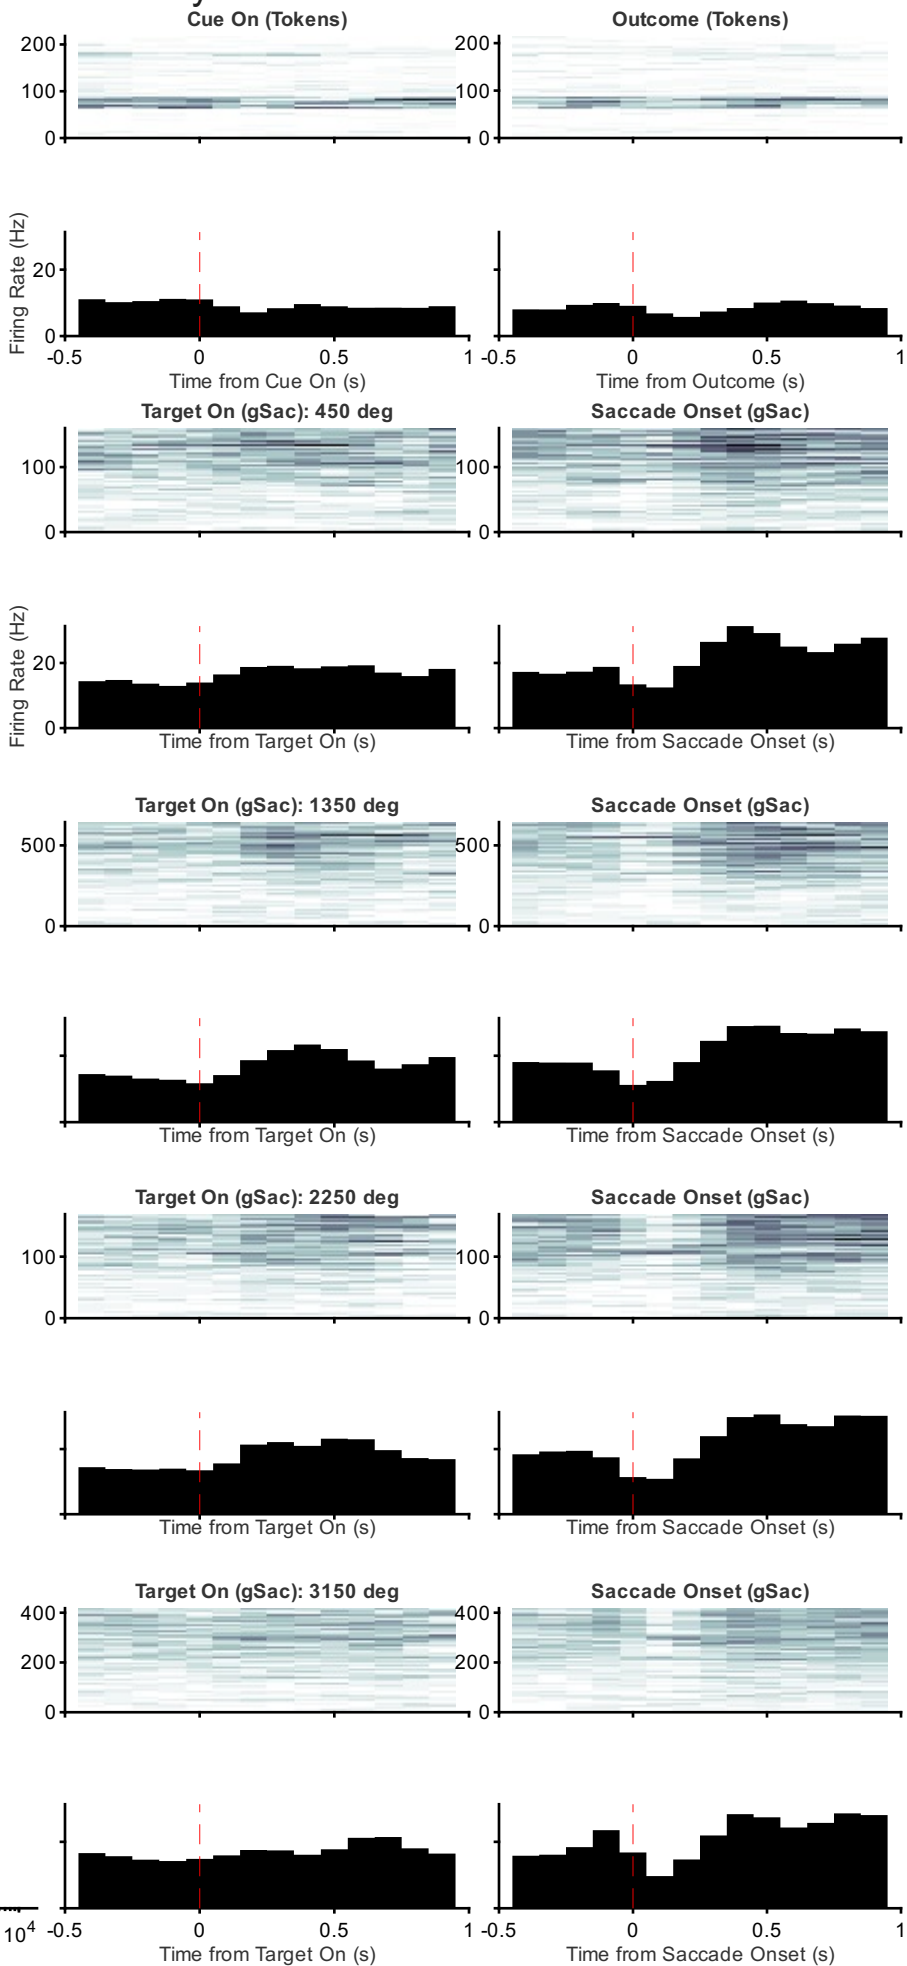 Cue On (Tokens) Outcome (Tokens)
200 200
100 100
0 0
Firing Rate (Hz)
20
0
-0.5 0 0.5 1 -0.5 0 0.5 1
Time from Cue On (s) Time from Outcome (s)
Target On (gSac): 450 deg Saccade Onset (gSac)
100 100
0 0
Firing Rate (Hz)
20
0
Time from Target On (s) Time from Saccade Onset (s)
Target On (gSac): 1350 deg Saccade Onset (gSac)
500 500
0 0
Time from Target On (s) Time from Saccade Onset (s)
Target On (gSac): 2250 deg Saccade Onset (gSac)
100 100
0 0
Time from Target On (s) Time from Saccade Onset (s)
Target On (gSac): 3150 deg Saccade Onset (gSac)
400 400
200 200
0 0
10⁴ -0.5 0 0.5 1 -0.5 0 0.5 1
Time from Target On (s) Time from Saccade Onset (s)